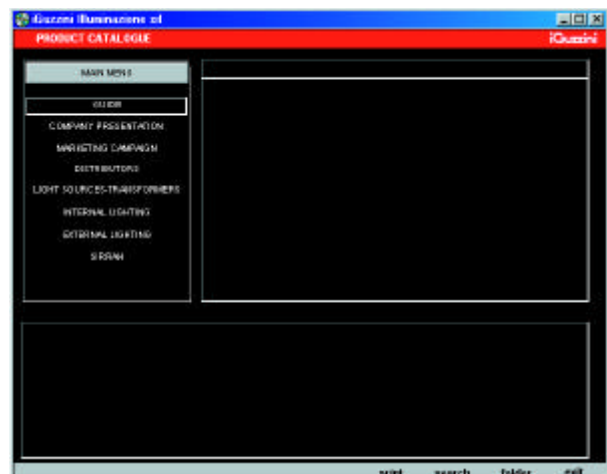 iGuzzini Illuminazione srl
PRODUCT CATALOGUE
iGuzzini
MAIN MENU
GUIDE
COMPANY PRESENTATION
MARKETING CAMPAIGN
DISTRIBUTORS
LIGHT SOURCES-TRANSFORMERS
INTERNAL LIGHTING
EXTERNAL LIGHTING
SIRRAH
print search folder exit